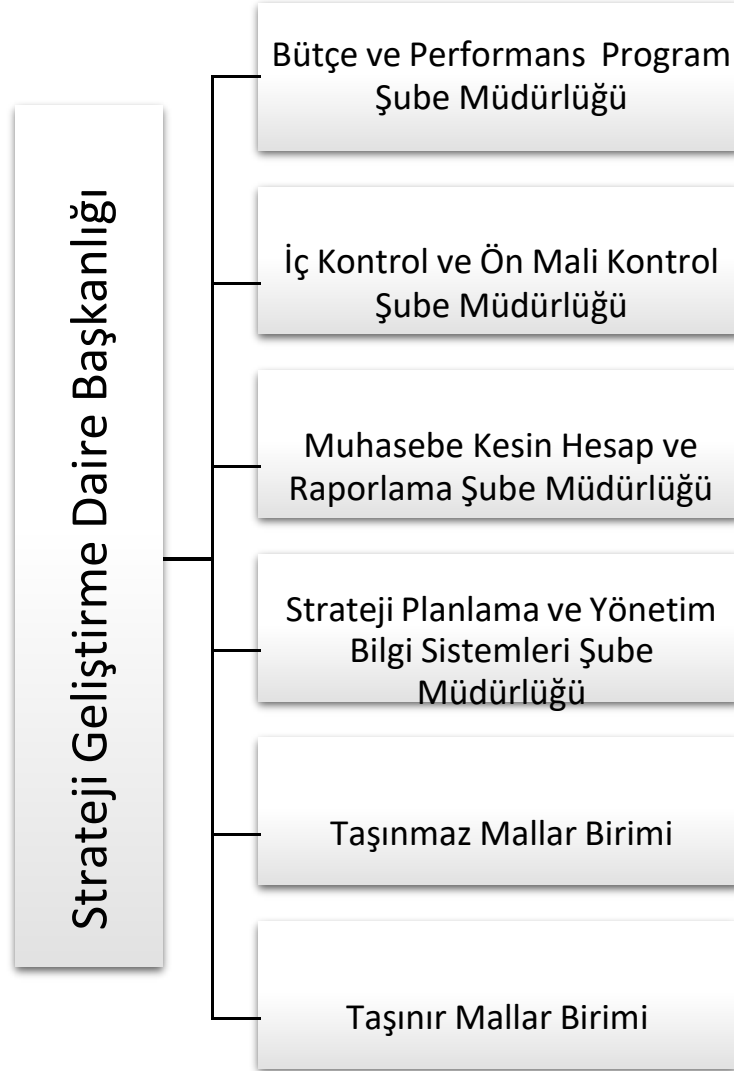 Strateji Geliştirme Daire Başkanlığı
Bütçe ve Performans Program
Şube Müdürlüğü
İç Kontrol ve Ön Mali Kontrol
Şube Müdürlüğü
Muhasebe Kesin Hesap ve
Raporlama Şube Müdürlüğü
Strateji Planlama ve Yönetim
Bilgi Sistemleri Şube
Müdürlüğü
Taşınmaz Mallar Birimi
Taşınır Mallar Birimi